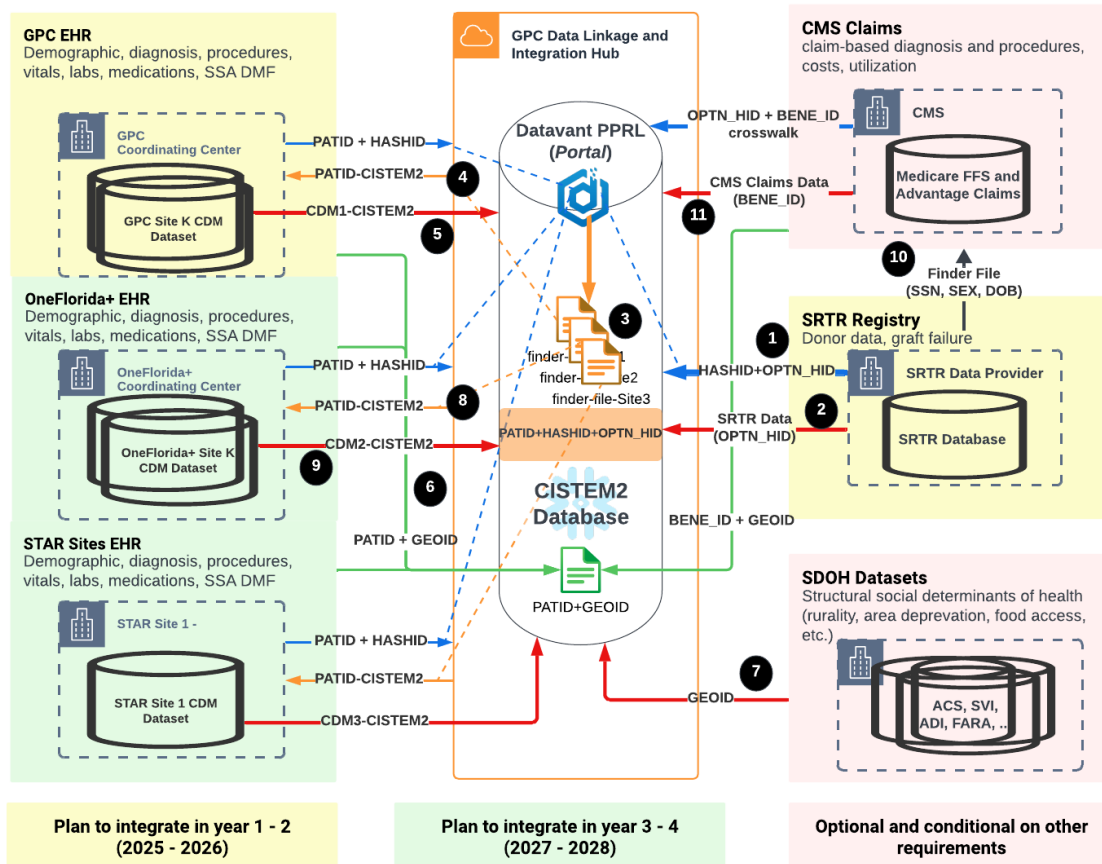 GPC EHR
Demographic, diagnosis, procedures,
vitals, labs, medications, SSA DMF
GPC
Coordinating Center
GPC Site K CDM
Dataset
PATID + HASHID
PATID-CISTEM2
CDM1-CISTEM2
4
5
OneFlorida+ EHR
Demographic, diagnosis, procedures,
vitals, labs, medications, SSA DMF
OneFlorida+
Coordinating Center
OneFlorida+ Site K
CDM Dataset
PATID + HASHID
PATID-CISTEM2
CDM2-CISTEM2
8
9
6
PATID + GEOID
STAR Sites EHR
Demographic, diagnosis, procedures,
vitals, labs, medications, SSA DMF
STAR Site 1 -
STAR Site 1 CDM
Dataset
PATID + HASHID
PATID-CISTEM2
CDM3-CISTEM2
GPC Data Linkage and
Integration Hub
Datavant PPRL
(Portal)
3
finder-
1
finder-
e2
finder-file-Site3
PATID+HASHID+OPTN_HID
CISTEM2
Database
PATID+GEOID
CMS Claims
claim-based diagnosis and procedures,
costs, utilization
CMS
Medicare FFS and
Advantage Claims
OPTN_HID + BENE_ID
crosswalk
CMS Claims Data
(BENE_ID)
11
10
Finder File
(SSN, SEX, DOB)
SRTR Registry
Donor data, graft failure
SRTR Data Provider
SRTR Database
1
HASHID+OPTN_HID
2
SRTR Data
(OPTN_HID)
BENE_ID + GEOID
SDOH Datasets
Structural social determinants of health
(rurality, area deprevation, food access,
etc.)
ACS, SVI,
ADI, FARA, ..
7
GEOID
Plan to integrate in year 1 - 2
(2025 - 2026)
Plan to integrate in year 3 - 4
(2027 - 2028)
Optional and conditional on other
requirements